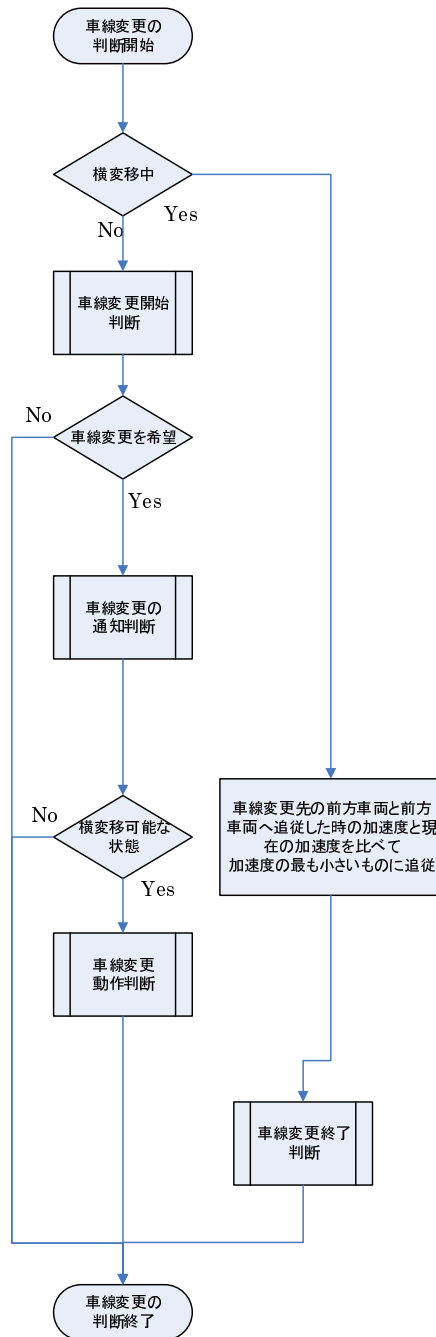 車線変更の
判断開始
横変移中
Yes
No
車線変更開始
判断
No
車線変更を希望
Yes
車線変更の
通知判断
No
横変移可能な
状態
Yes
車線変更先の前方車両と前方
車両へ追従した時の加速度と現
在の加速度を比べて
加速度の最も小さいものに追従
車線変更
動作判断
車線変更終了
判断
車線変更の
判断終了